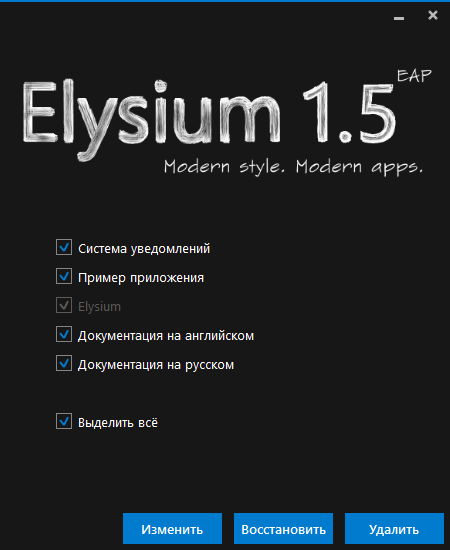 Elysium 1.5 EAP
Modern style. Modern apps.
Система уведомлений
Пример приложения
Elysium
Документация на английском
Документация на русском
Выделить всё
Изменить Восстановить Удалить